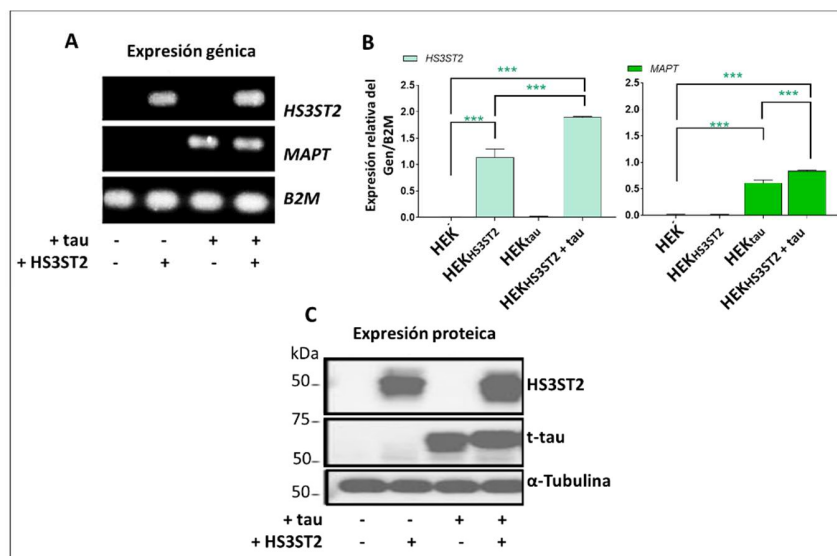 A
Expresión génica
HS3ST2
MAPT
B2M
+ tau - - + +
+ HS3ST2 - + - +
B
HS3ST2
Expresión relativa del
Gen/B2M
2.5
2.0
1.5
1.0
0.5
0.0
***
***
***
HEK
HEKHS3ST2
HEKtau
HEKHS3ST2 + tau
MAPT
2.5
2.0
1.5
1.0
0.5
0.0
***
***
***
HEK
HEKHS3ST2
HEKtau
HEKHS3ST2 + tau
C
Expresión proteica
kDa
50
HS3ST2
75
50
t-tau
50
α-Tubulina
+ tau - - + +
+ HS3ST2 - + - +